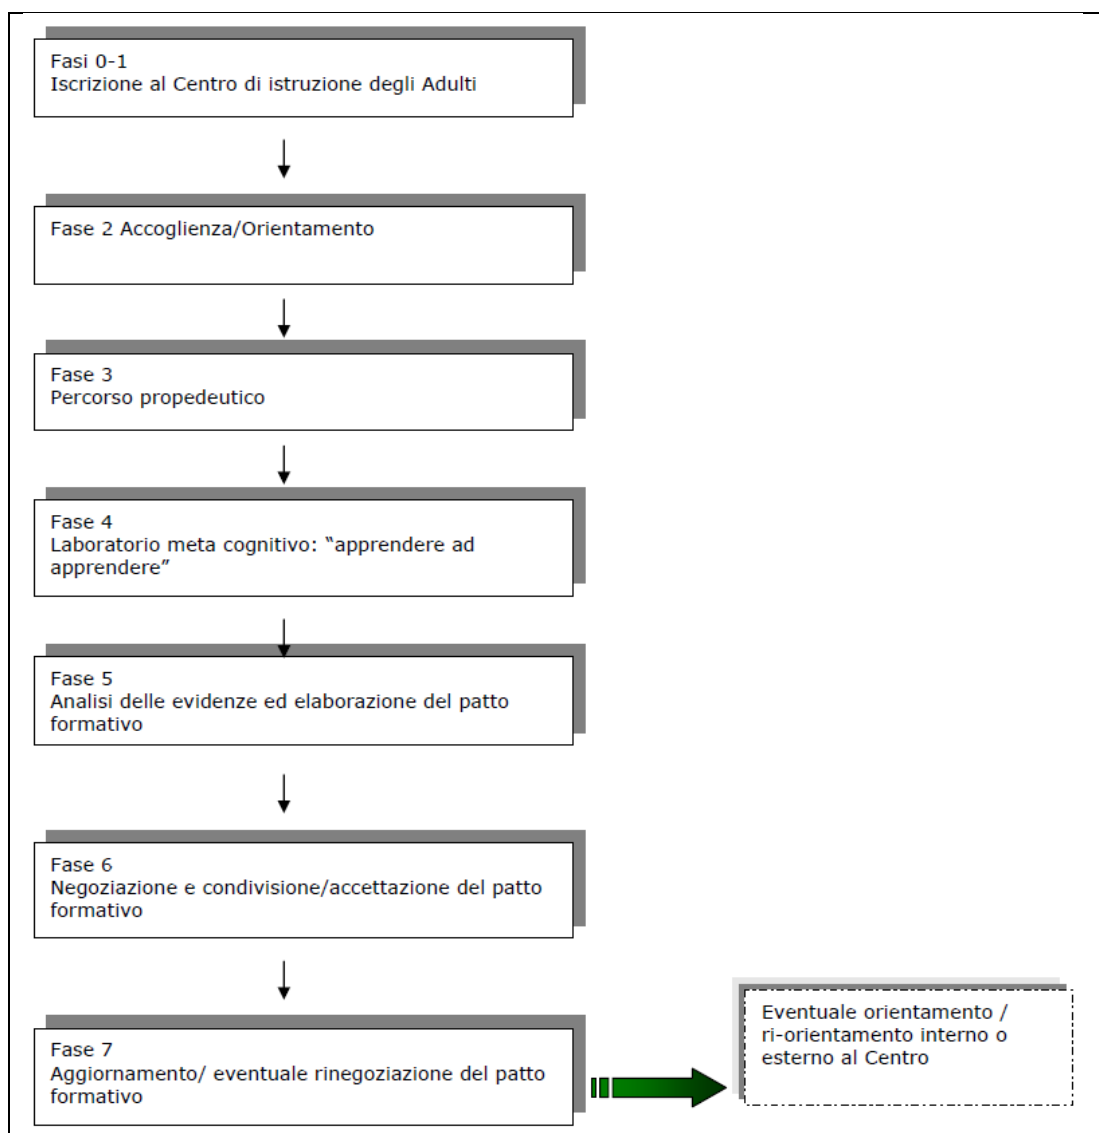 Fasi 0-1
Iscrizione al Centro di istruzione degli Adulti
Fase 2 Accoglienza/Orientamento
Fase 3
Percorso propedeutico
Fase 4
Laboratorio meta cognitivo: “apprendere ad
apprendere”
Fase 5
Analisi delle evidenze ed elaborazione del patto
formativo
Fase 6
Negoziazione e condivisione/accettazione del patto
formativo
Fase 7
Aggiornamento/ eventuale rinegoziazione del patto
formativo
Eventuale orientamento /
ri-orientamento interno o
esterno al Centro